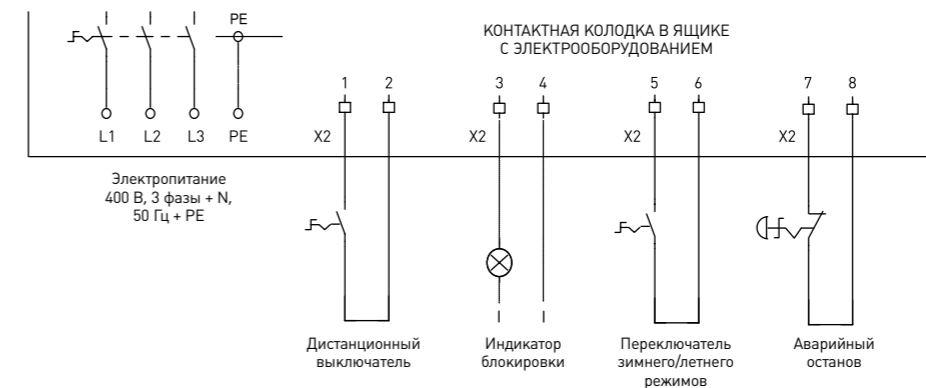 PE
КОНТАКТНАЯ КОЛОДКА В ЯЩИКЕ
С ЭЛЕКТРООБОРУДОВАНИЕМ
1 2 3 4 5 6 7 8
L1 L2 L3 PE X2 X2 X2 X2
Электропитание
400 В, 3 фазы + N,
50 Гц + PE
Дистанционный
выключатель
Индикатор
блокировки
Переключатель
зимнего/летнего
режимов
Аварийный
останов